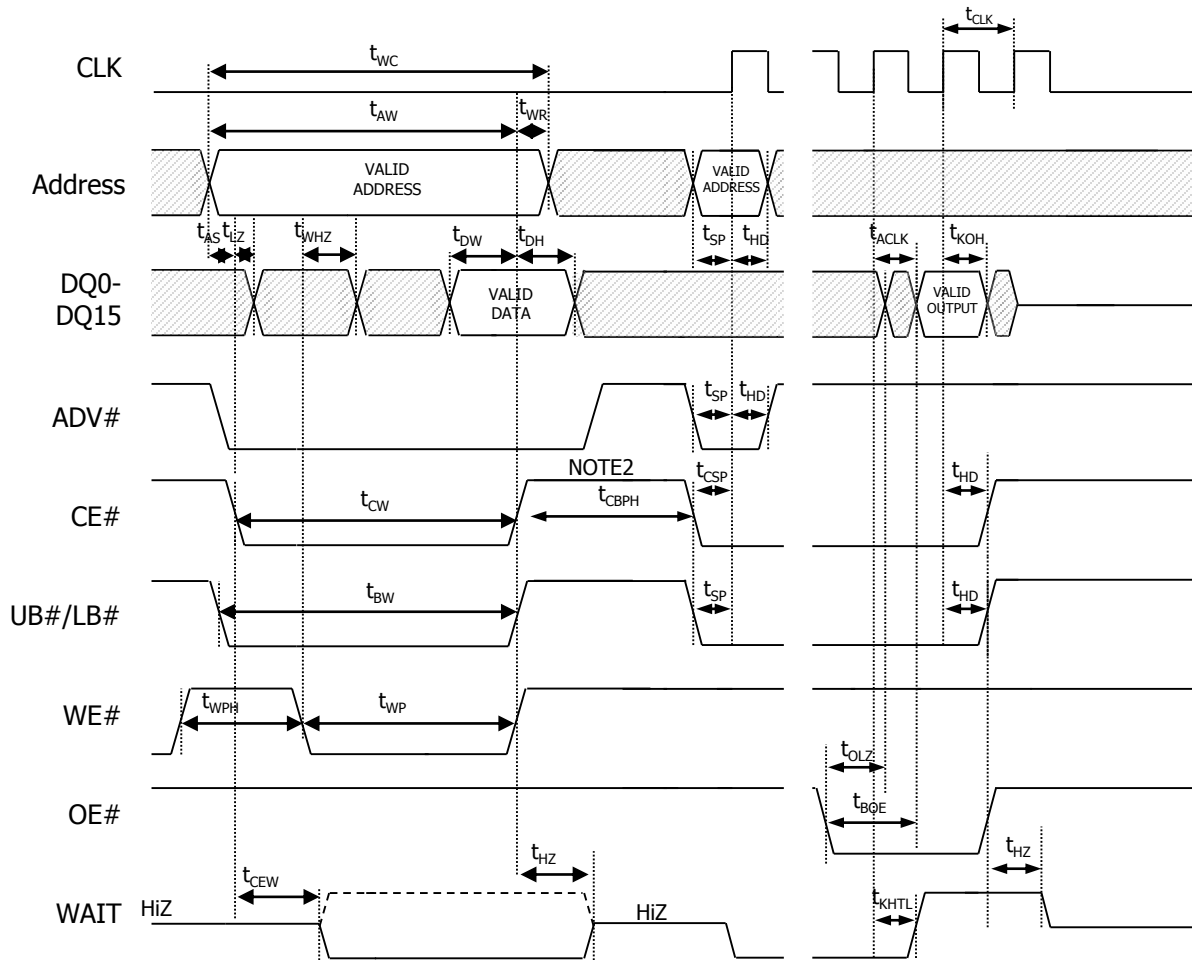 tCLK
CLK
tWC
tAW
tWR
Address
VALID
ADDRESS
VALID
ADDRESS
tAS tLZ
tWHZ
tDW
tDH
tSP
tHD
tACLK
tKOH
DQ0-
DQ15
VALID
DATA
VALID
OUTPUT
ADV#
tSP
tHD
NOTE2
CE#
tCW
tCBPH
tCSP
tHD
UB#/LB#
tBW
tSP
tHD
WE#
tWPH
tWP
OE#
tOLZ
tBOE
WAIT
HiZ
tCEW
tHZ
HiZ
tKHTL
tHZ